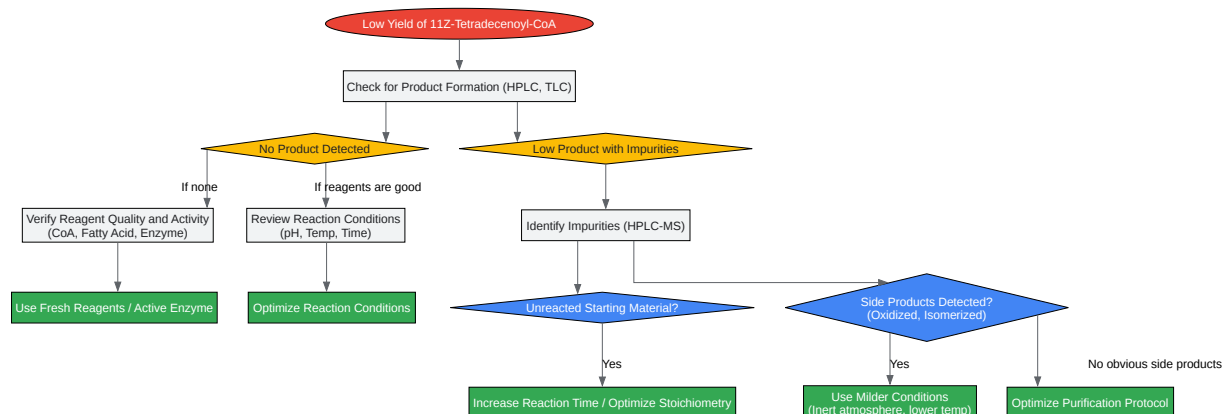 Low Yield of 11Z-Tetradecenoyl-CoA
Check for Product Formation (HPLC, TLC)
No Product Detected
Low Product with Impurities
If none
If reagents are good
Verify Reagent Quality and Activity
(CoA, Fatty Acid, Enzyme)
Review Reaction Conditions
(pH, Temp, Time)
Identify Impurities (HPLC-MS)
Use Fresh Reagents / Active Enzyme
Optimize Reaction Conditions
Unreacted Starting Material?
Side Products Detected?
(Oxidized, Isomerized)
Yes
Yes
No obvious side products
Increase Reaction Time / Optimize Stoichiometry
Use Milder Conditions
(Inert atmosphere, lower temp)
Optimize Purification Protocol